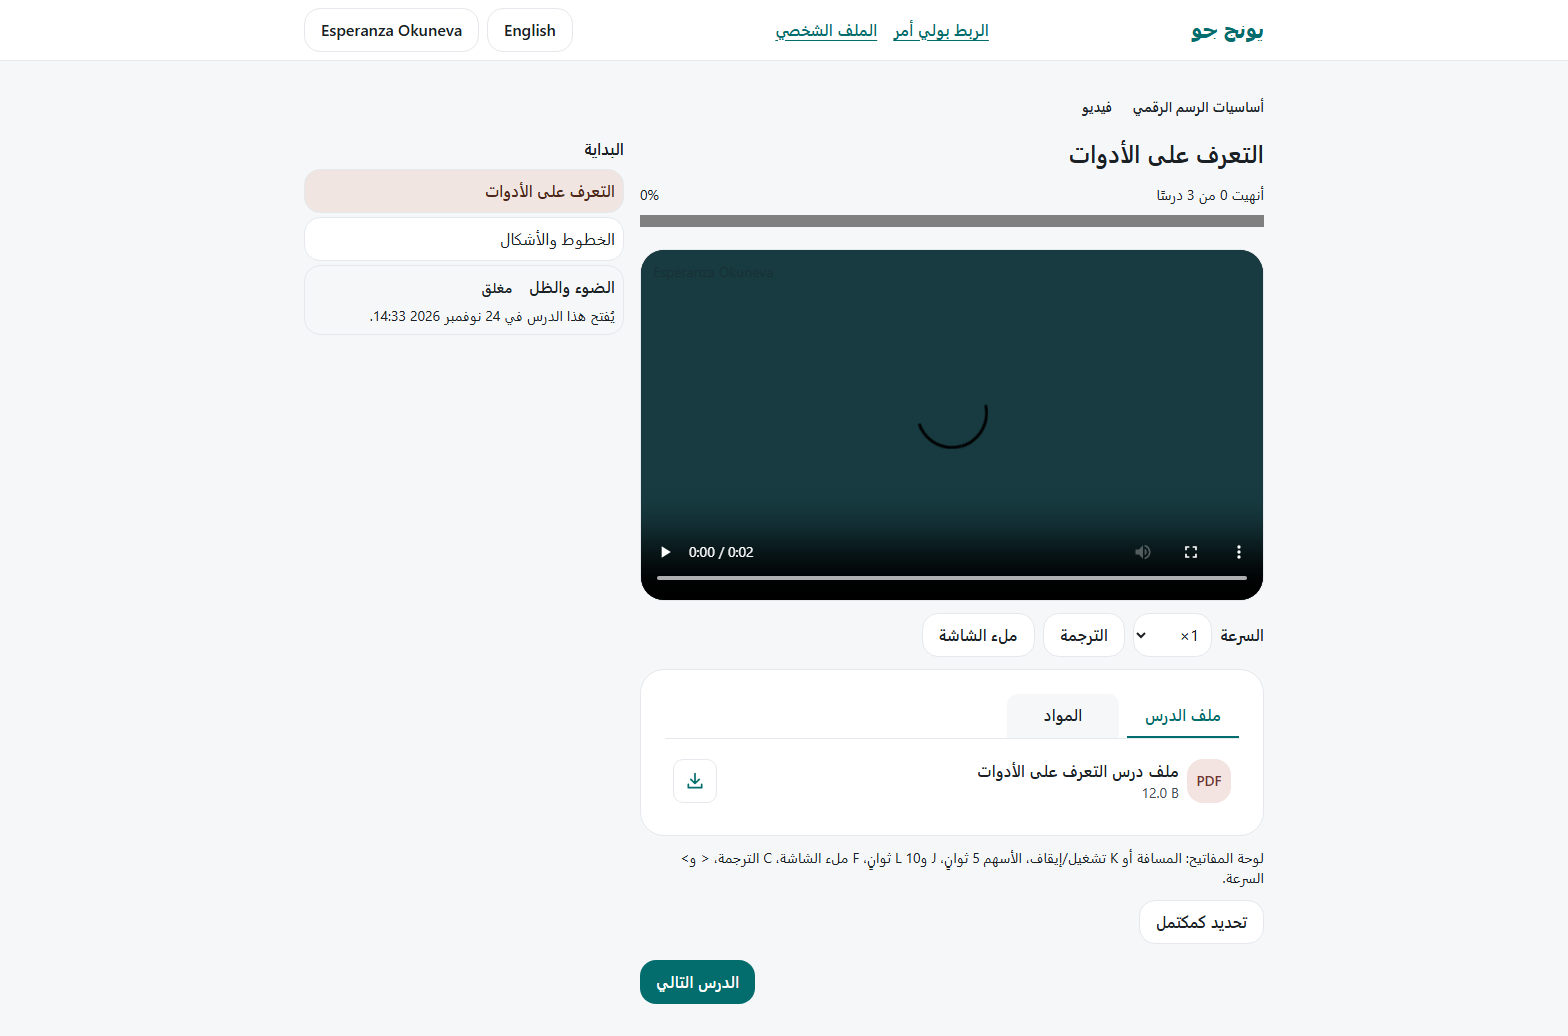 يونج جو
الربط بولي أمر
الملف الشخصي
English
Esperanza Okuneva
أساسيات الرسم الرقمي
فيديو
التعرف على الأدوات
أنهيت 0 من 3 درسًا
0%
Esperanza Okuneva
0:00 / 0:02
السرعة
1×
الترجمة
ملء الشاشة
ملف الدرس
المواد
PDF
ملف درس التعرف على الأدوات
12.0 B
لوحة المفاتيح: المسافة أو K تشغيل/إيقاف، الأسهم 5 ثوانٍ، J و10 L ثوانٍ، F ملء الشاشة، C الترجمة، < و>
السرعة.
تحديد كمكتمل
الدرس التالي
البداية
التعرف على الأدوات
الخطوط والأشكال
الضوء والظل
مغلق
يُفتح هذا الدرس في 24 نوفمبر 2026 14:33.